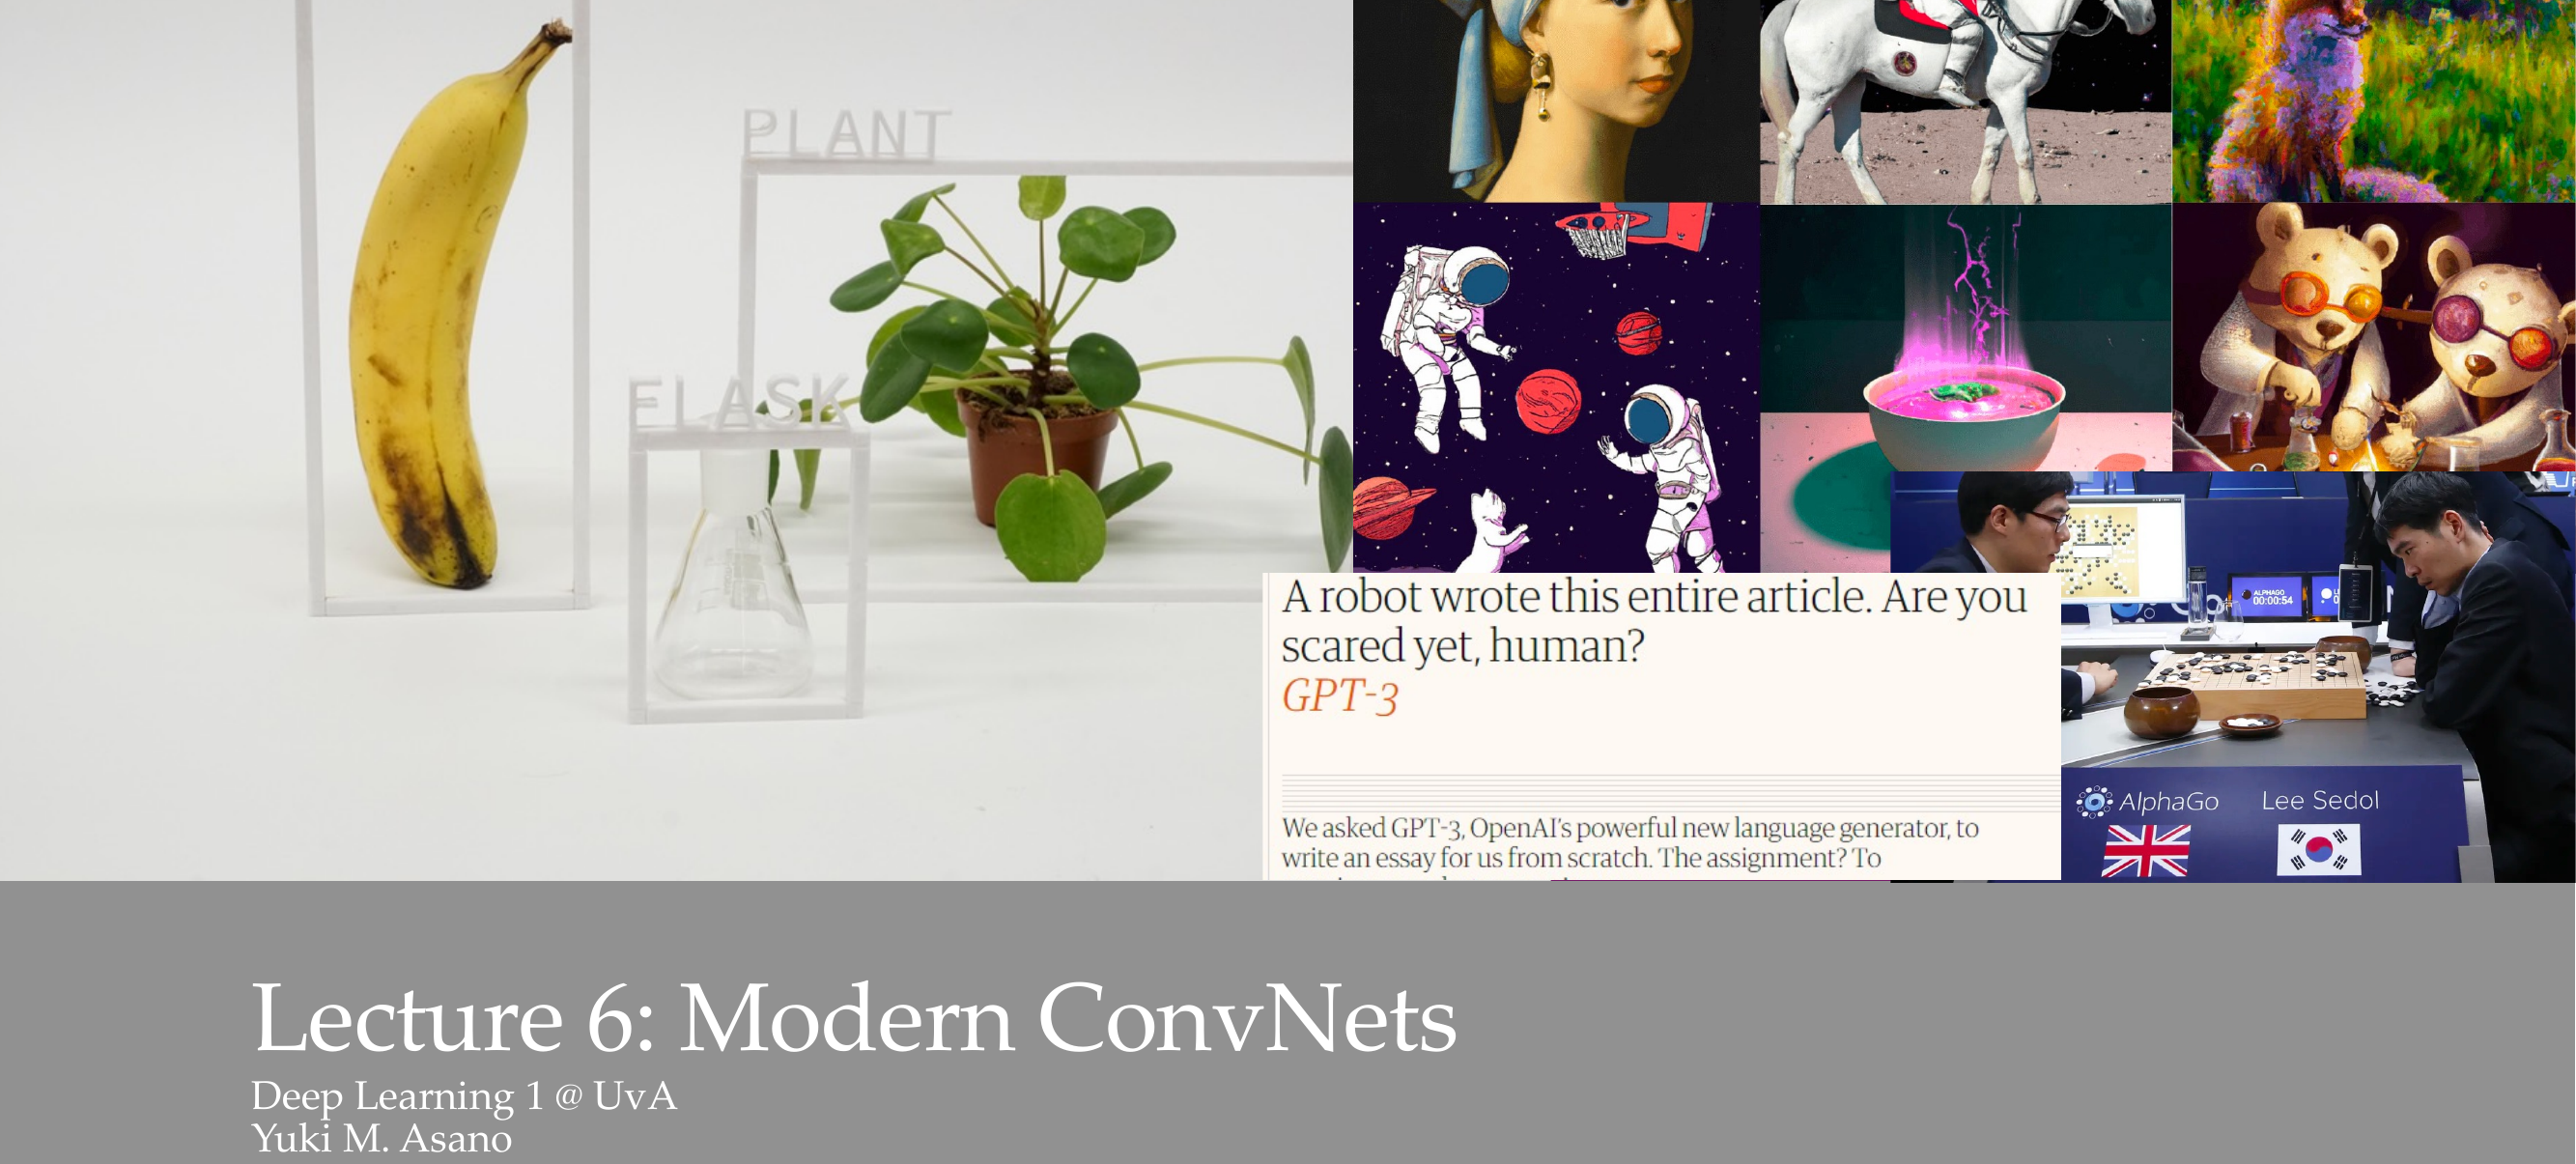 PLANT
FLASK
A robot wrote this entire article. Are you
scared yet, human?
GPT-3
We asked GPT-3, OpenAI's powerful new language generator, to
write an essay for us from scratch. The assignment? To
ALPHAGO
00:00:54
AlphaGo
Lee Sedol
Lecture 6: Modern ConvNets
Deep Learning 1 @ UvA
Yuki M. Asano